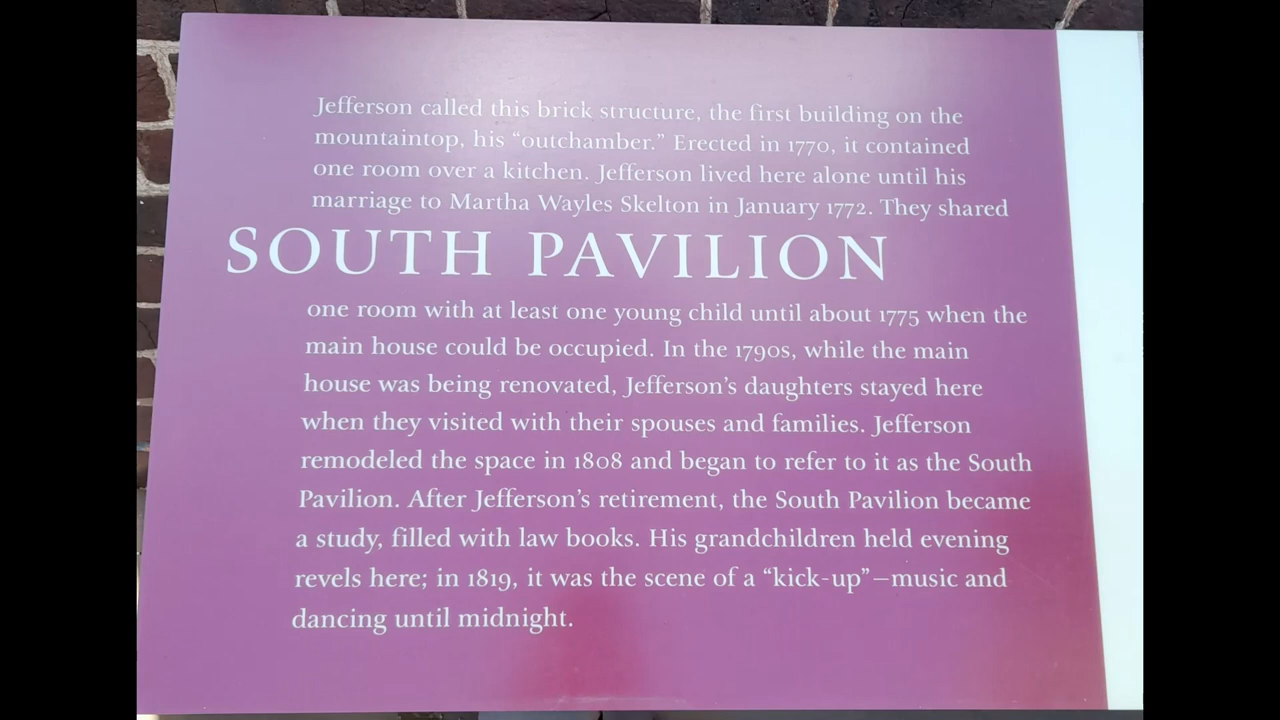 Jefferson called this brick structure, the first building on the
mountaintop, his “outchamber.” Erected in 1770, it contained
one room over a kitchen. Jefferson lived here alone until his
marriage to Martha Wayles Skelton in January 1772. They shared
SOUTH PAVILION
one room with at least one young child until about 1775 when the
main house could be occupied. In the 1790s, while the main
house was being renovated, Jefferson’s daughters stayed here
when they visited with their spouses and families. Jefferson
remodeled the space in 1808 and began to refer to it as the South
Pavilion. After Jefferson’s retirement, the South Pavilion became
a study, filled with law books. His grandchildren held evening
revels here; in 1819, it was the scene of a “kick-up”—music and
dancing until midnight.